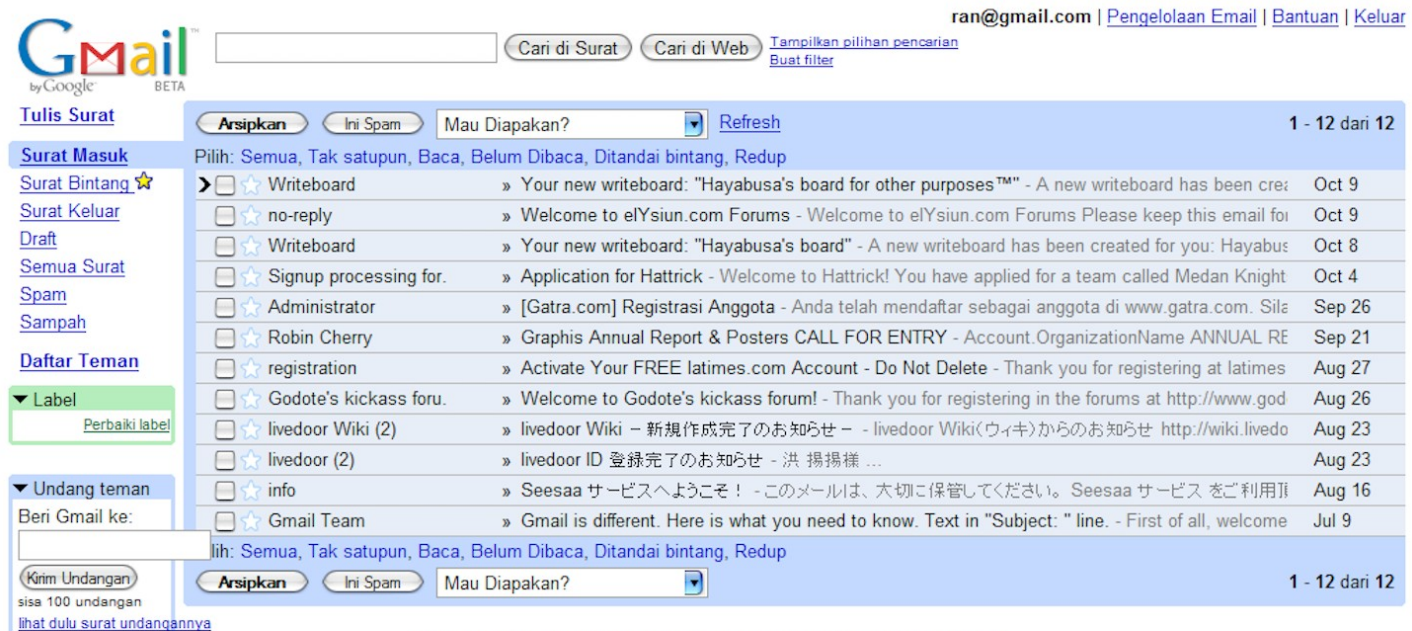 ran@gmail.com | Pengelolaan Email | Bantuan | Keluar
Gmail™
by Google BETA
Cari di Surat Cari di Web Tampilkan pilihan pencarian
Buat filter
Tulis Surat
Surat Masuk
Surat Bintang
Surat Keluar
Draft
Semua Surat
Spam
Sampah
Daftar Teman
Label
Perbaiki label
Undang teman
Beri Gmail ke:
Kirim Undangan
sisa 100 undangan
lihat dulu surat undangannya
Arsipkan Ini Spam Mau Diapakan? Refresh 1 - 12 dari 12
Pilih: Semua, Tak satupun, Baca, Belum Dibaca, Ditandai bintang, Redup
Writeboard » Your new writeboard: "Hayabusa's board for other purposes™" - A new writeboard has been crea Oct 9
no-reply » Welcome to elYsiun.com Forums - Welcome to elYsiun.com Forums Please keep this email for Oct 9
Writeboard » Your new writeboard: "Hayabusa's board" - A new writeboard has been created for you: Hayabus Oct 8
Signup processing for. » Application for Hattrick - Welcome to Hattrick! You have applied for a team called Medan Knight Oct 4
Administrator » [Gatra.com] Registrasi Anggota - Anda telah mendaftar sebagai anggota di www.gatra.com. Sila Sep 26
Robin Cherry » Graphis Annual Report & Posters CALL FOR ENTRY - Account.OrganizationName ANNUAL RE Sep 21
registration » Activate Your FREE latimes.com Account - Do Not Delete - Thank you for registering at latimes Aug 27
Godote's kickass foru. » Welcome to Godote's kickass forum! - Thank you for registering in the forums at http://www.god Aug 26
livedoor Wiki (2) » livedoor Wiki － 新規作成完了のお知らせ － - livedoor Wiki(ウィキ)からのお知らせ http://wiki.livedo Aug 23
livedoor (2) » livedoor ID 登録完了のお知らせ - 洪 揚揚様 ... Aug 23
info » Seesaa サービスへようこそ！ - このメールは、大切に保管してください。 Seesaa サービス をご利用頂 Aug 16
Gmail Team » Gmail is different. Here is what you need to know. Text in "Subject: " line. - First of all, welcome Jul 9
lih: Semua, Tak satupun, Baca, Belum Dibaca, Ditandai bintang, Redup
Arsipkan Ini Spam Mau Diapakan? 1 - 12 dari 12